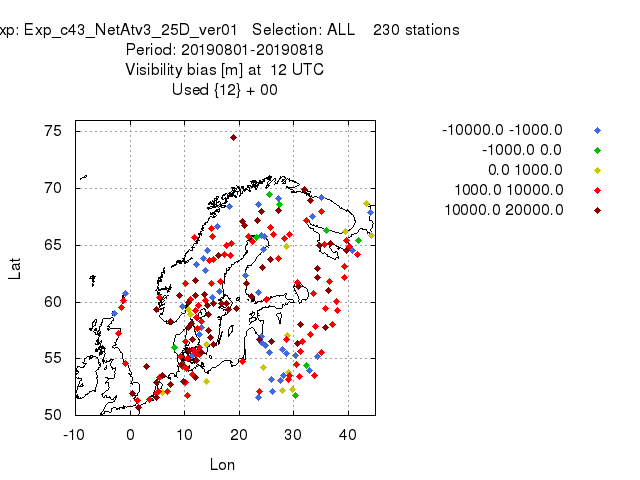 xp: Exp_c43_NetAtv3_25D_ver01 Selection: ALL 230 stations
Period: 20190801-20190818
Visibility bias [m] at 12 UTC
Used {12} + 00
-10000.0 -1000.0
-1000.0 0.0
0.0 1000.0
1000.0 10000.0
10000.0 20000.0
75
70
65
60
55
50
Lat
-10 0 10 20 30 40
Lon